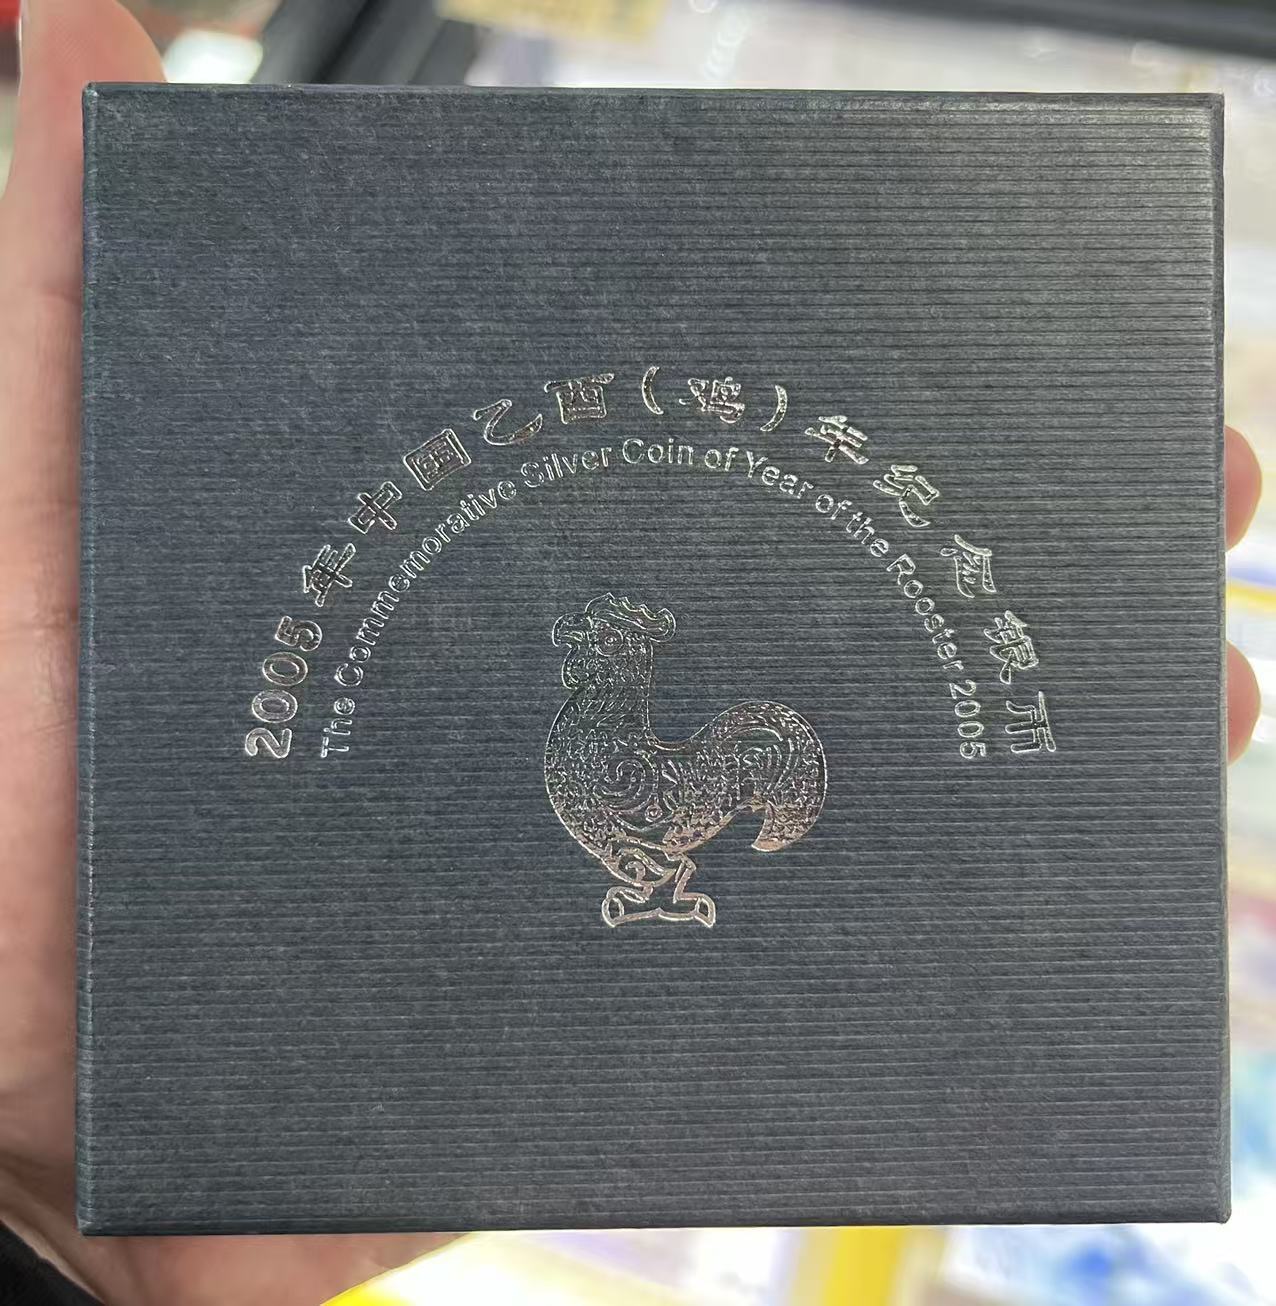 2005年中國乙酉(鸡)年纪念银币
The Commemorative Silver Coin of Year of the Rooster 2005